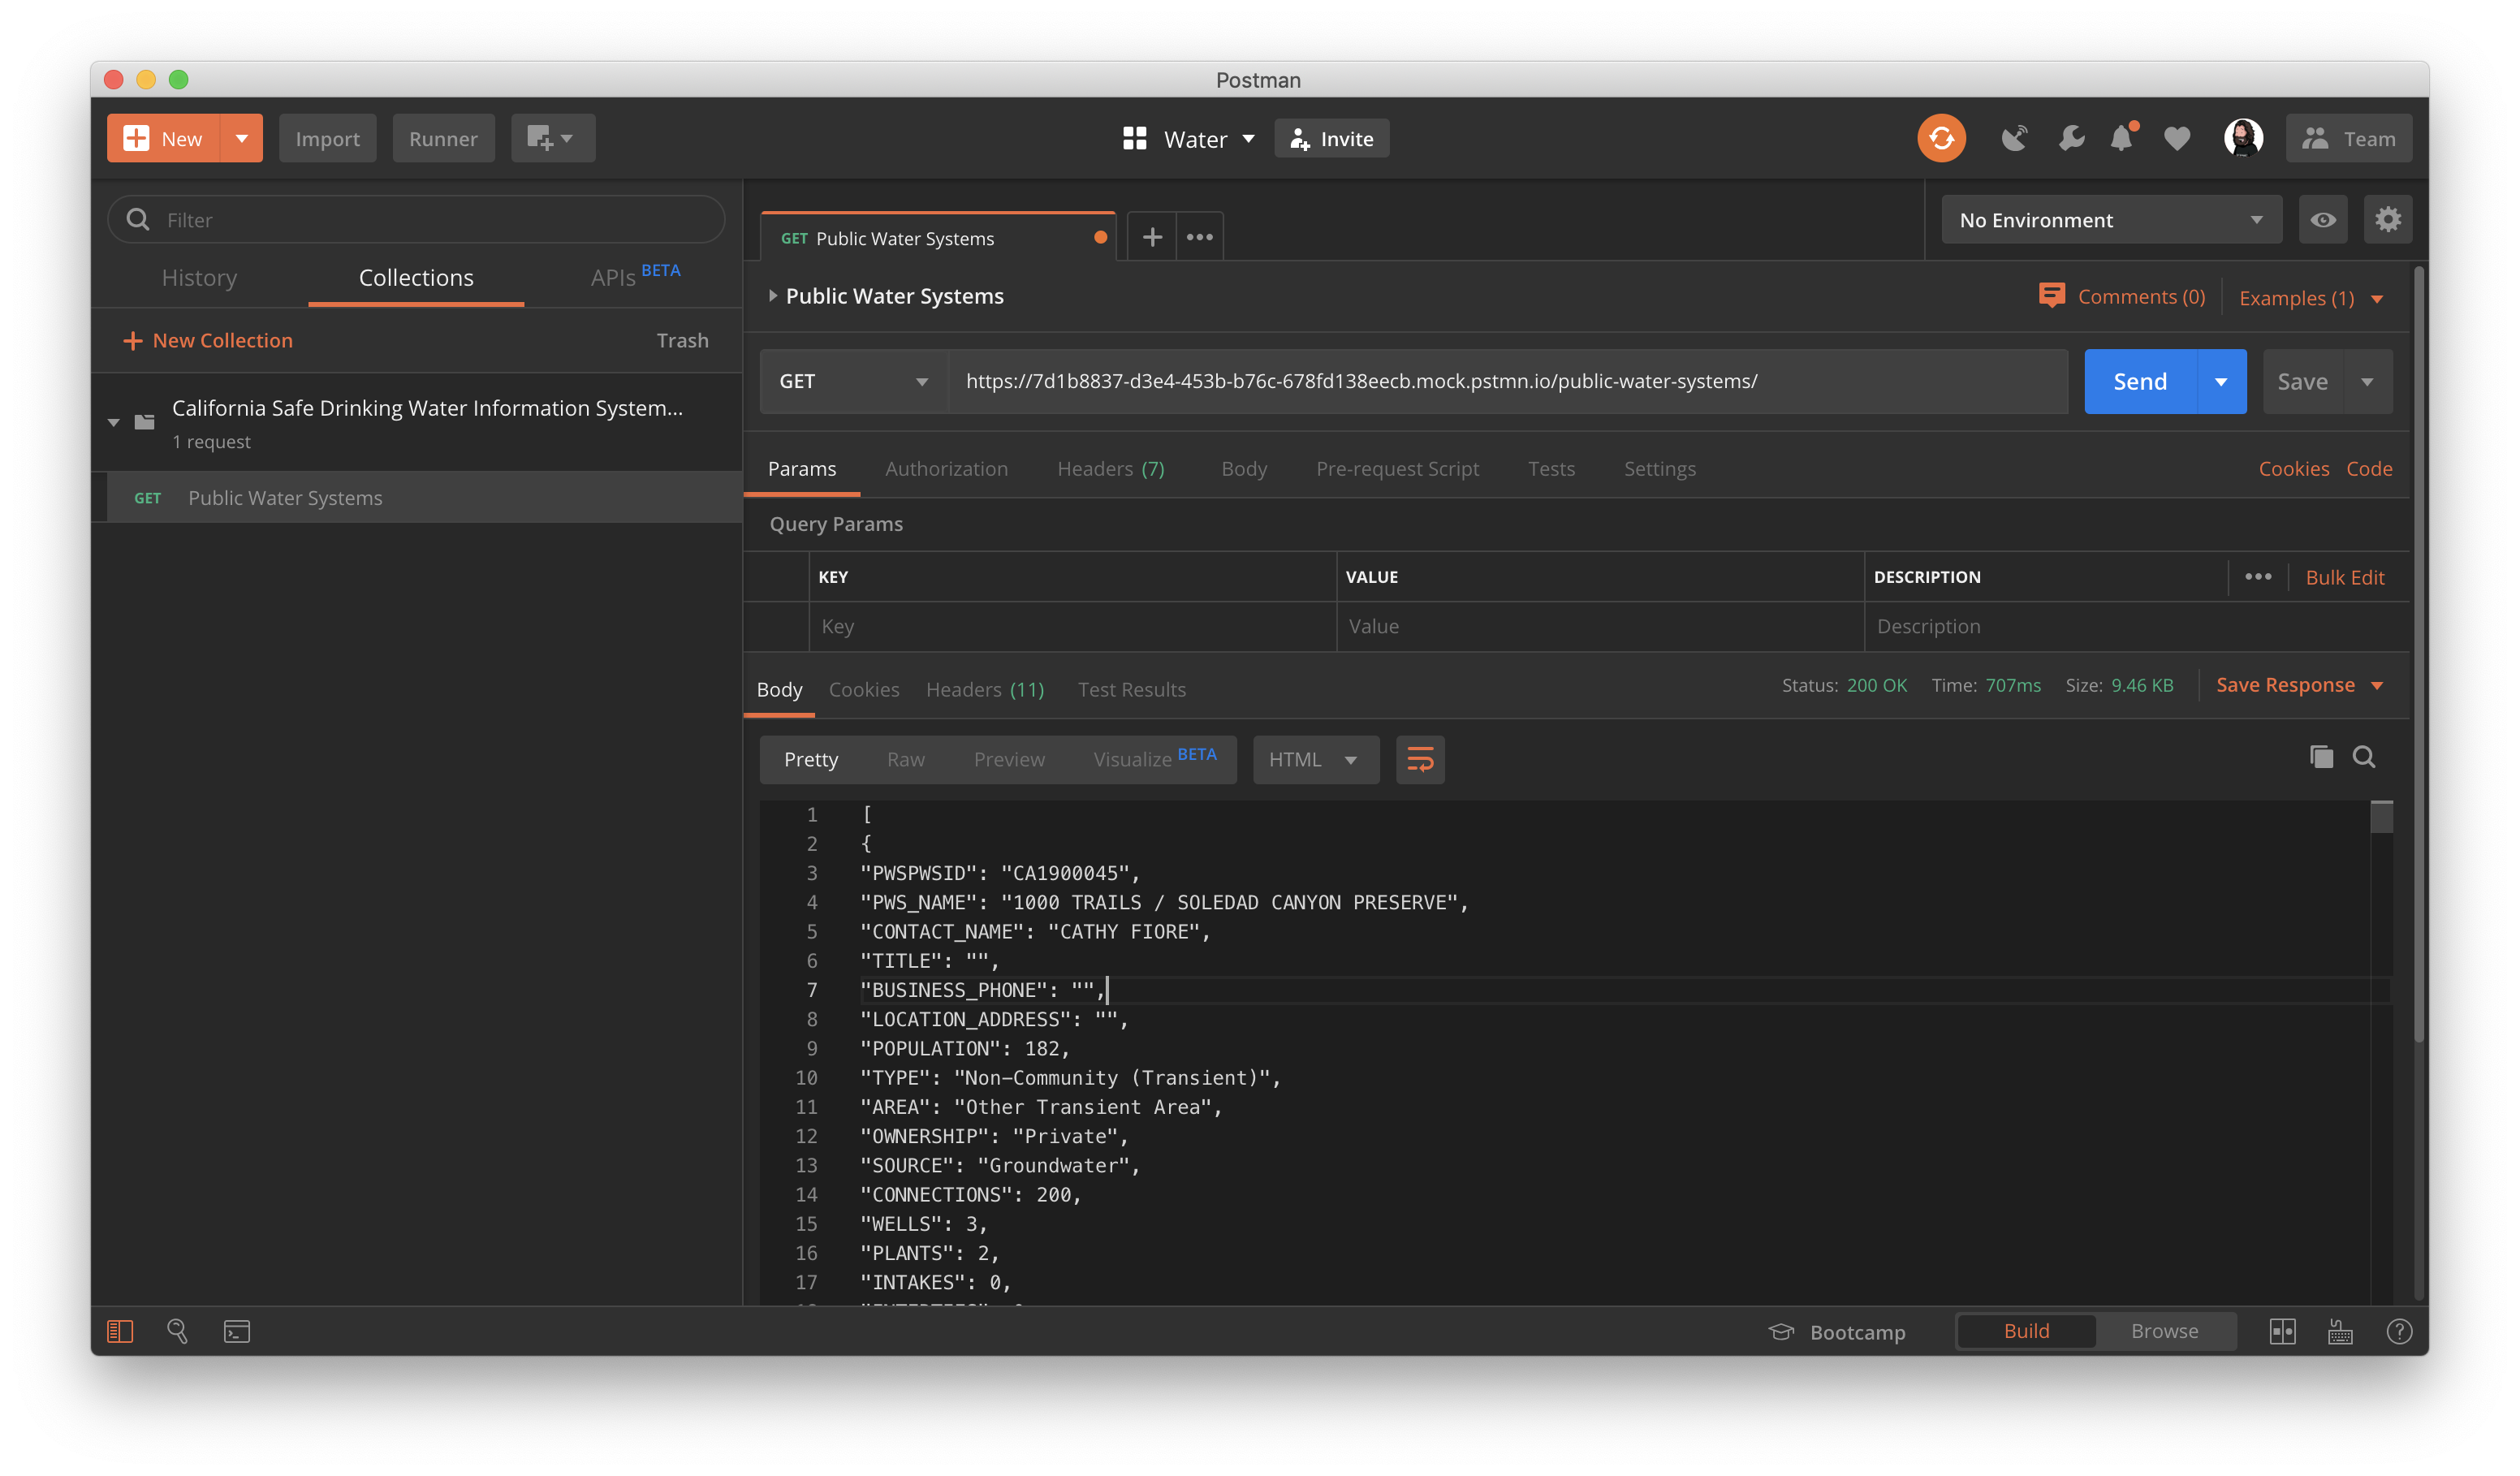 Postman
New
Import
Runner
Water
Invite
Team
Filter
History
Collections
APIs BETA
New Collection
Trash
California Safe Drinking Water Information System...
1 request
GET Public Water Systems
GET Public Water Systems
No Environment
Public Water Systems
Comments (0)
Examples (1)
GET
https://7d1b8837-d3e4-453b-b76c-678fd138eecb.mock.pstmn.io/public-water-systems/
Send
Save
Params
Authorization
Headers (7)
Body
Pre-request Script
Tests
Settings
Cookies
Code
Query Params
KEY
VALUE
DESCRIPTION
Bulk Edit
Key
Value
Description
Body
Cookies
Headers (11)
Test Results
Status: 200 OK
Time: 707ms
Size: 9.46 KB
Save Response
Pretty
Raw
Preview
Visualize BETA
HTML
1 [
2 {
3 "PWSPWSID": "CA1900045",
4 "PWS_NAME": "1000 TRAILS / SOLEDAD CANYON PRESERVE",
5 "CONTACT_NAME": "CATHY FIORE",
6 "TITLE": "",
7 "BUSINESS_PHONE": "",
8 "LOCATION_ADDRESS": "",
9 "POPULATION": 182,
10 "TYPE": "Non-Community (Transient)",
11 "AREA": "Other Transient Area",
12 "OWNERSHIP": "Private",
13 "SOURCE": "Groundwater",
14 "CONNECTIONS": 200,
15 "WELLS": 3,
16 "PLANTS": 2,
17 "INTAKES": 0,
Bootcamp
Build
Browse